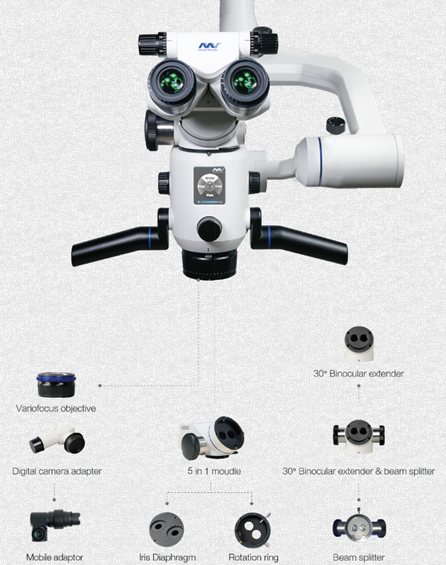 30° Binocular extender
Variofocus objective
Digital camera adapter
5 in 1 moudle
30° Binocular extender & beam splitter
Mobile adaptor
Iris Diaphragm
Rotation ring
Beam splitter